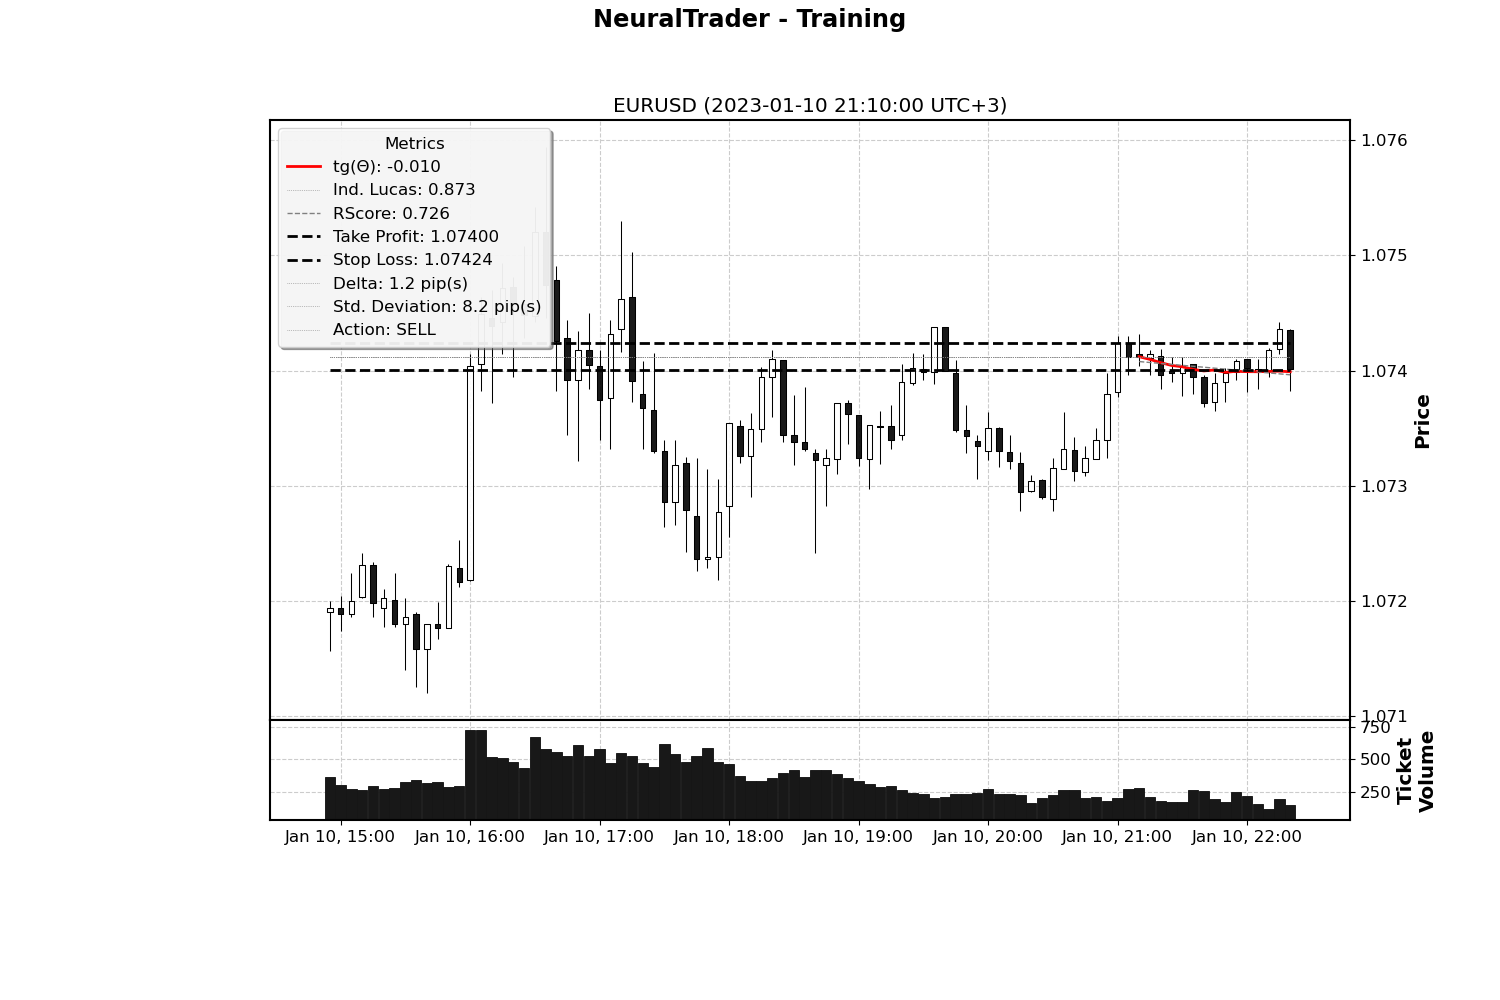 NeuralTrader - Training
EURUSD (2023-01-10 21:10:00 UTC+3)
Metrics
tg(Θ): -0.010
Ind. Lucas: 0.873
RScore: 0.726
Take Profit: 1.07400
Stop Loss: 1.07424
Delta: 1.2 pip(s)
Std. Deviation: 8.2 pip(s)
Action: SELL
1.076
1.075
1.074
1.073
1.072
1.071
Price
750
500
250
Ticket
Volume
Jan 10, 15:00
Jan 10, 16:00
Jan 10, 17:00
Jan 10, 18:00
Jan 10, 19:00
Jan 10, 20:00
Jan 10, 21:00
Jan 10, 22:00